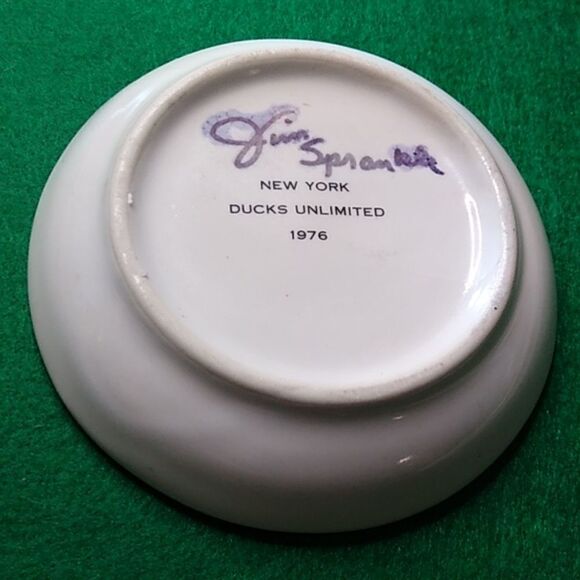 Jim
Sprankle
NEW YORK
DUCKS UNLIMITED
1976